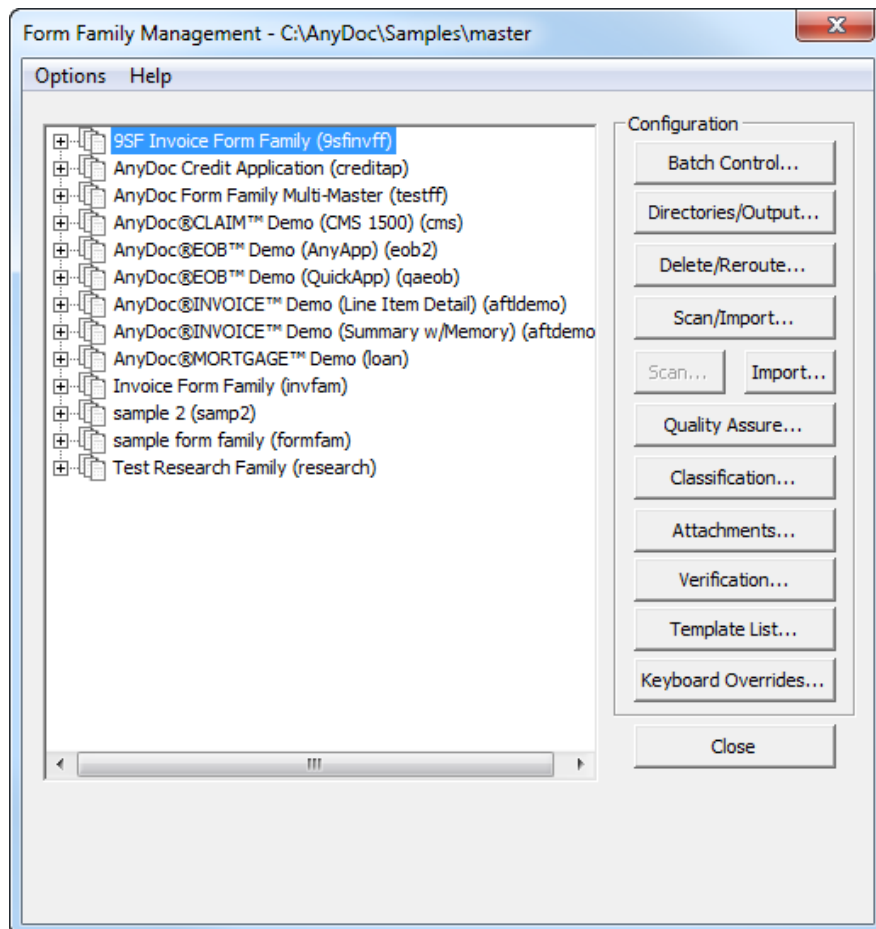 Form Family Management - C:\AnyDoc\Samples\master
Options Help
9SF Invoice Form Family (9sfinvff)
AnyDoc Credit Application (creditap)
AnyDoc Form Family Multi-Master (testff)
AnyDoc®CLAIM™ Demo (CMS 1500) (cms)
AnyDoc®EOB™ Demo (AnyApp) (eob2)
AnyDoc®EOB™ Demo (QuickApp) (qaeob)
AnyDoc®INVOICE™ Demo (Line Item Detail) (aftldemo)
AnyDoc®INVOICE™ Demo (Summary w/Memory) (aftdemo
AnyDoc®MORTGAGE™ Demo (loan)
Invoice Form Family (invfam)
sample 2 (samp2)
sample form family (formfam)
Test Research Family (research)
Configuration
Batch Control...
Directories/Output...
Delete/Reroute...
Scan/Import...
Scan... Import...
Quality Assure...
Classification...
Attachments...
Verification...
Template List...
Keyboard Overrides...
Close